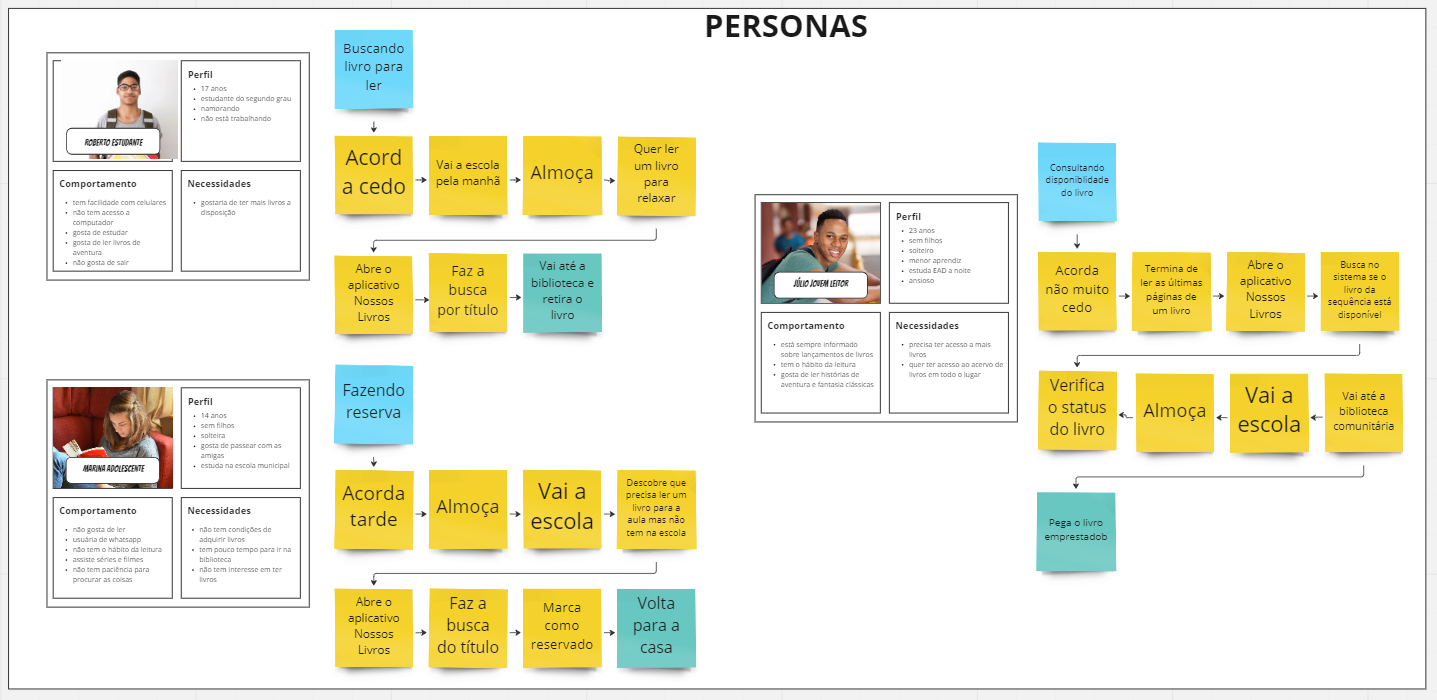 PERSONAS
ROBERTO ESTUDANTE
Perfil
• 17 anos
• estudante do segundo grau
• namorando
• não está trabalhando
Comportamento
• tem facilidade com celulares
• não tem acesso a
computador
• gosta de estudar
• gosta de ler livros de
aventura
• não gosta de sair
Necessidades
• gostaria de ter mais livros a
disposição
Buscando
livro para
ler
Acord
a cedo
Vai a escola
pela manhã
Almoça
Quer ler
um livro
para
relaxar
Abre o
aplicativo
Nossos
Livros
Faz a
busca
por título
Vai até a
biblioteca e
retira o
livro
MARINA ADOLESCENTE
Perfil
• 14 anos
• sem filhos
• solteira
• gosta de passear com as
amigas
• estuda na escola municipal
Comportamento
• não gosta de ler
• usuária de whatsapp
• não tem o hábito da leitura
• assiste séries e filmes
• não tem paciência para
procurar as coisas
Necessidades
• não tem condições de
adquirir livros
• tem pouco tempo para ir na
biblioteca
• não tem interesse em ter
livros
Fazendo
reserva
Acorda
tarde
Almoça
Vai a
escola
Descobre que
precisa ler um
livro para a
aula mas não
tem na escola
Abre o
aplicativo
Nossos
Livros
Faz a
busca
do título
Marca
como
reservado
Volta
para a
casa
JÚLIO JOVEM LEITOR
Perfil
• 23 anos
• sem filhos
• solteiro
• menor aprendiz
• estuda EAD a noite
• ansioso
Comportamento
• está sempre informado
sobre lançamentos de livros
• tem o hábito da leitura
• gosta de ler histórias de
aventura e fantasia clássicas
Necessidades
• precisa ter acesso a mais
livros
• quer ter acesso ao acervo de
livros em todo o lugar
Consultando
disponiblidade
do livro
Acorda
não muito
cedo
Termina de
ler as últimas
páginas de
um livro
Abre o
aplicativo
Nossos
Livros
Busca no
sistema se o
livro da
sequência está
disponível
Verifica
o status
do livro
Almoça
Vai a
escola
Vai até a
biblioteca
comunitária
Pega o livro
emprestadob